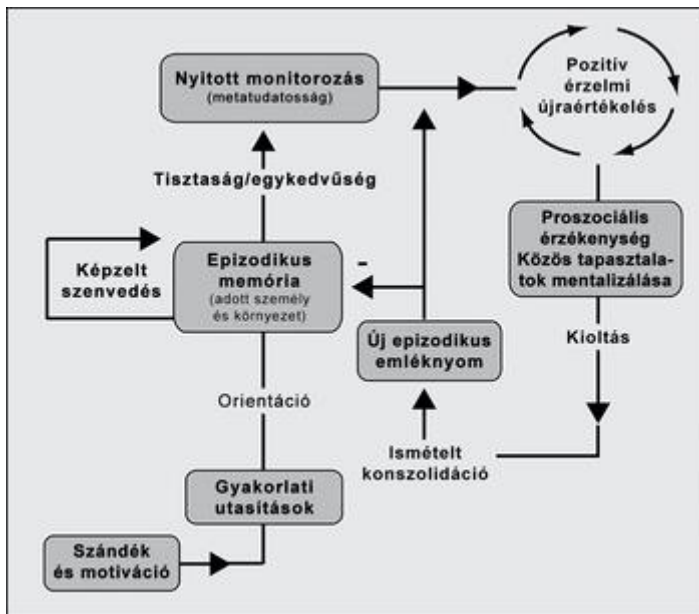 Nyitott monitorozás
(metatudatosság)
Pozitív
érzelmi
újraértékelés
Tisztaság/egykedvűség
Proszociális
érzékenység
Közös tapasztala-
tok mentalizálása
Képzelt
szenvedés
Epizodikus
memória
(adott személy
és környezet)
-
Új epizodikus
emléknyom
Kioltás
Orientáció
Ismételt
konszolidáció
Gyakorlati
utasítások
Szándék
és motiváció